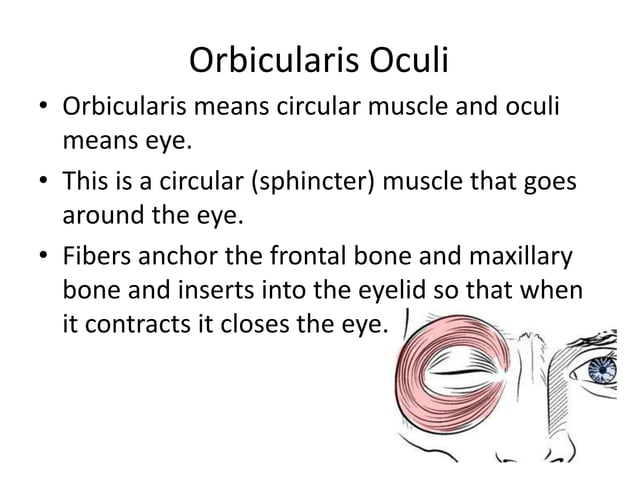 Orbicularis Oculi
• Orbicularis means circular muscle and oculi
means eye.
• This is a circular (sphincter) muscle that goes
around the eye.
• Fibers anchor the frontal bone and maxillary
bone and inserts into the eyelid so that when
it contracts it closes the eye.